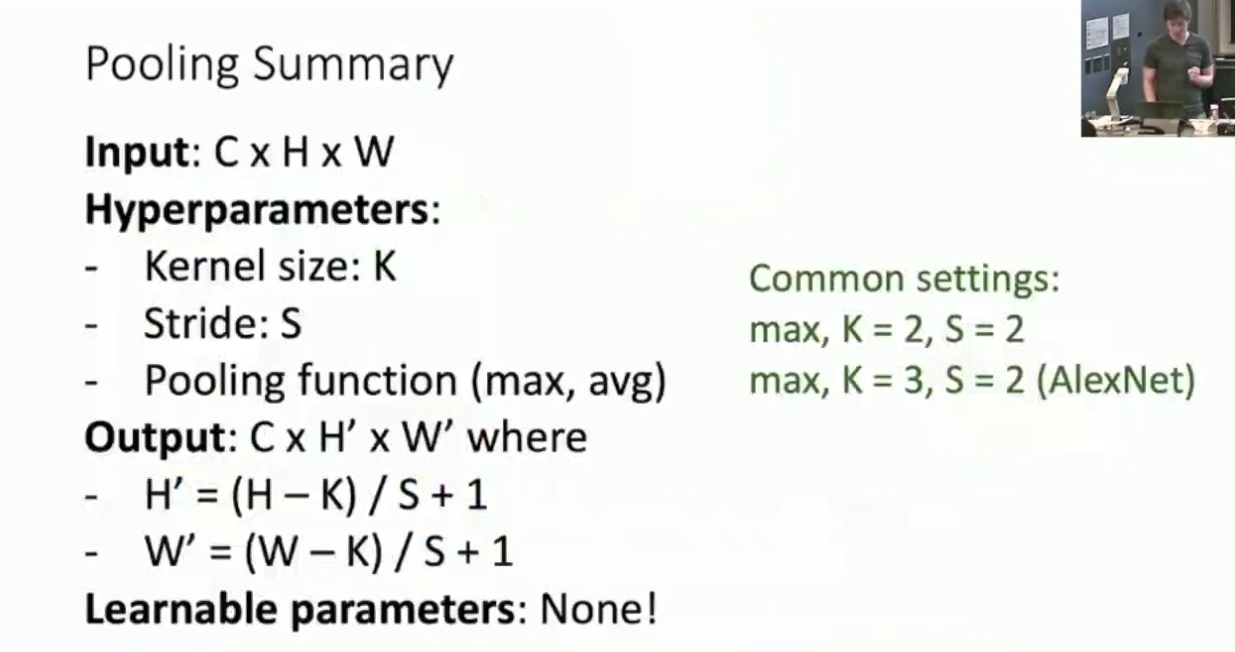 Pooling Summary
Input: C x H x W
Hyperparameters:
- Kernel size: K
- Stride: S
- Pooling function (max, avg)
Output: C x H′ x W′ where
- H′ = (H – K) / S + 1
- W′ = (W – K) / S + 1
Learnable parameters: None!
Common settings:
max, K = 2, S = 2
max, K = 3, S = 2 (AlexNet)